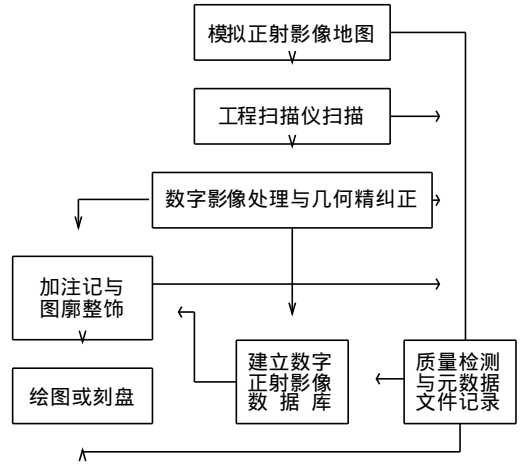 模拟正射影像地图
工程扫描仪扫描
数字影像处理与几何精纠正
加注记与
图廓整饰
建立数字
正射影像
数 据 库
质量检测
与元数据
文件记录
绘图或刻盘